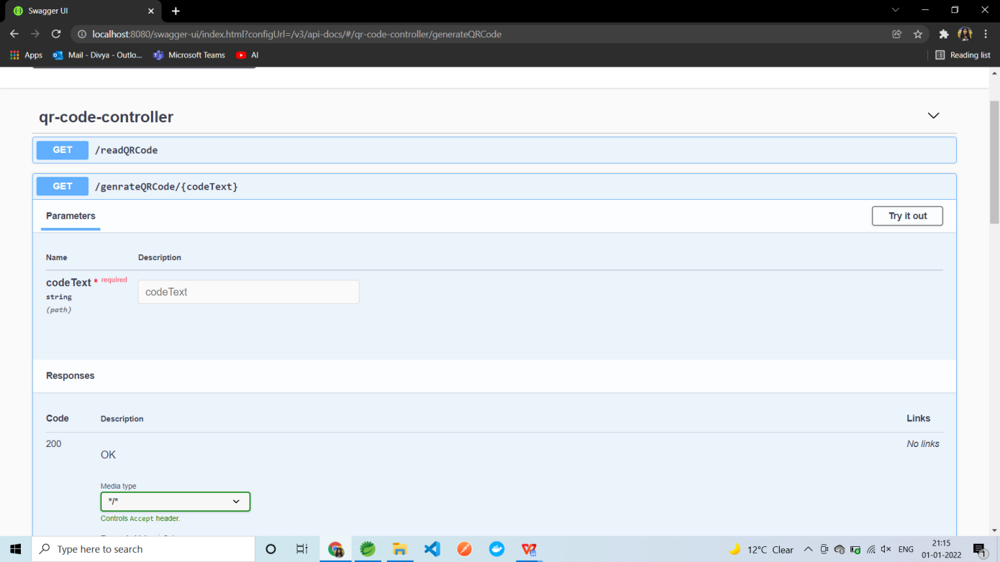 Swagger UI
localhost:8080/swagger-ui/index.html?configUrl=/v3/api-docs/#/qr-code-controller/generateQRCode
Apps Mail - Divya - Outlo... Microsoft Teams AI Reading list
qr-code-controller
GET /readQRCode
GET /genrateQRCode/{codeText}
Parameters Try it out
Name Description
codeText * required codeText
string
(path)
Responses
Code Description Links
200 No links
OK
Media type
*/*
Controls Accept header.
Type here to search 12°C Clear ENG 21:15
01-01-2022 1